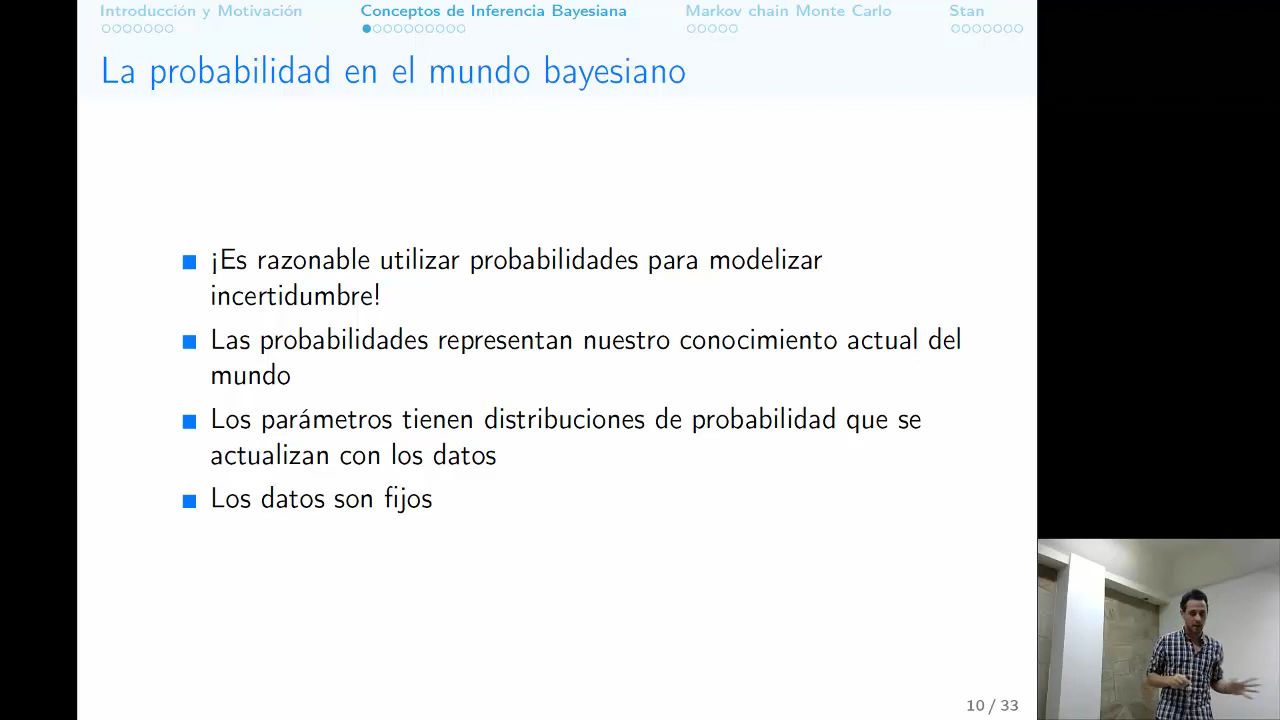 Introducción y Motivación Conceptos de Inferencia Bayesiana Markov chain Monte Carlo Stan
La probabilidad en el mundo bayesiano
¡Es razonable utilizar probabilidades para modelizar
incertidumbre!
Las probabilidades representan nuestro conocimiento actual del
mundo
Los parámetros tienen distribuciones de probabilidad que se
actualizan con los datos
Los datos son fijos
10 / 33